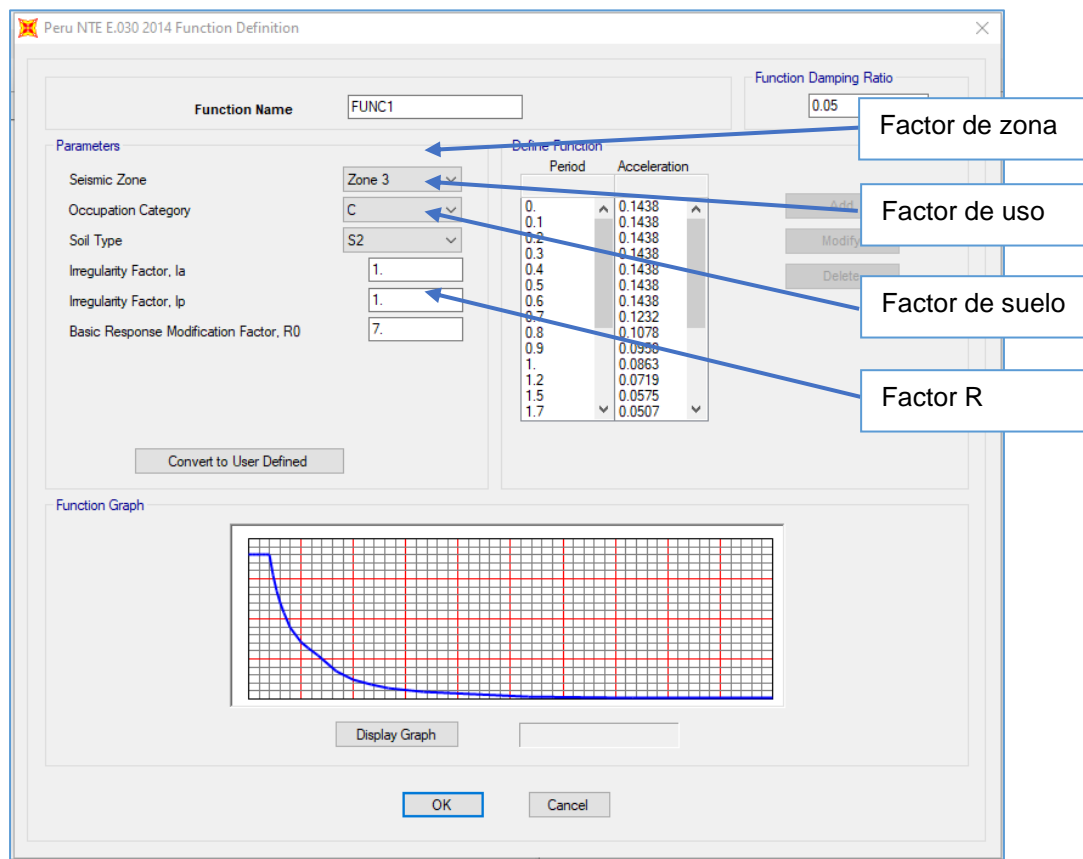 Peru NTE E.030 2014 Function Definition
Function Name
FUNC1
Function Damping Ratio
0.05
Parameters
Seismic Zone
Zone 3
Occupation Category
C
Soil Type
S2
Irregularity Factor, Ia
1.
Irregularity Factor, Ip
1.
Basic Response Modification Factor, R0
7.
Convert to User Defined
Define Function
Period Acceleration
0. 0.1438
0.1 0.1438
0.2 0.1438
0.3 0.1438
0.4 0.1438
0.5 0.1438
0.6 0.1438
0.7 0.1232
0.8 0.1078
0.9 0.0958
1. 0.0863
1.2 0.0719
1.5 0.0575
1.7 0.0507
Add
Modify
Delete
Factor de zona
Factor de uso
Factor de suelo
Factor R
Function Graph
Display Graph
OK
Cancel